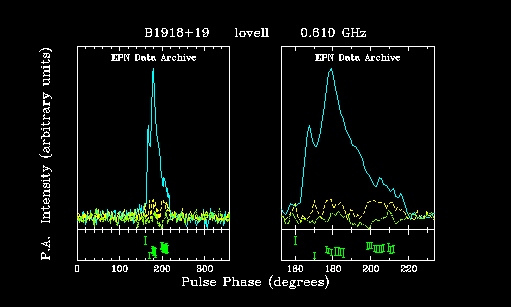 B1918+19 lovell 0.610 GHz
EPN Data Archive EPN Data Archive
P.A. Intensity (arbitrary units)
0 100 200 300 160 180 200 220
Pulse Phase (degrees)